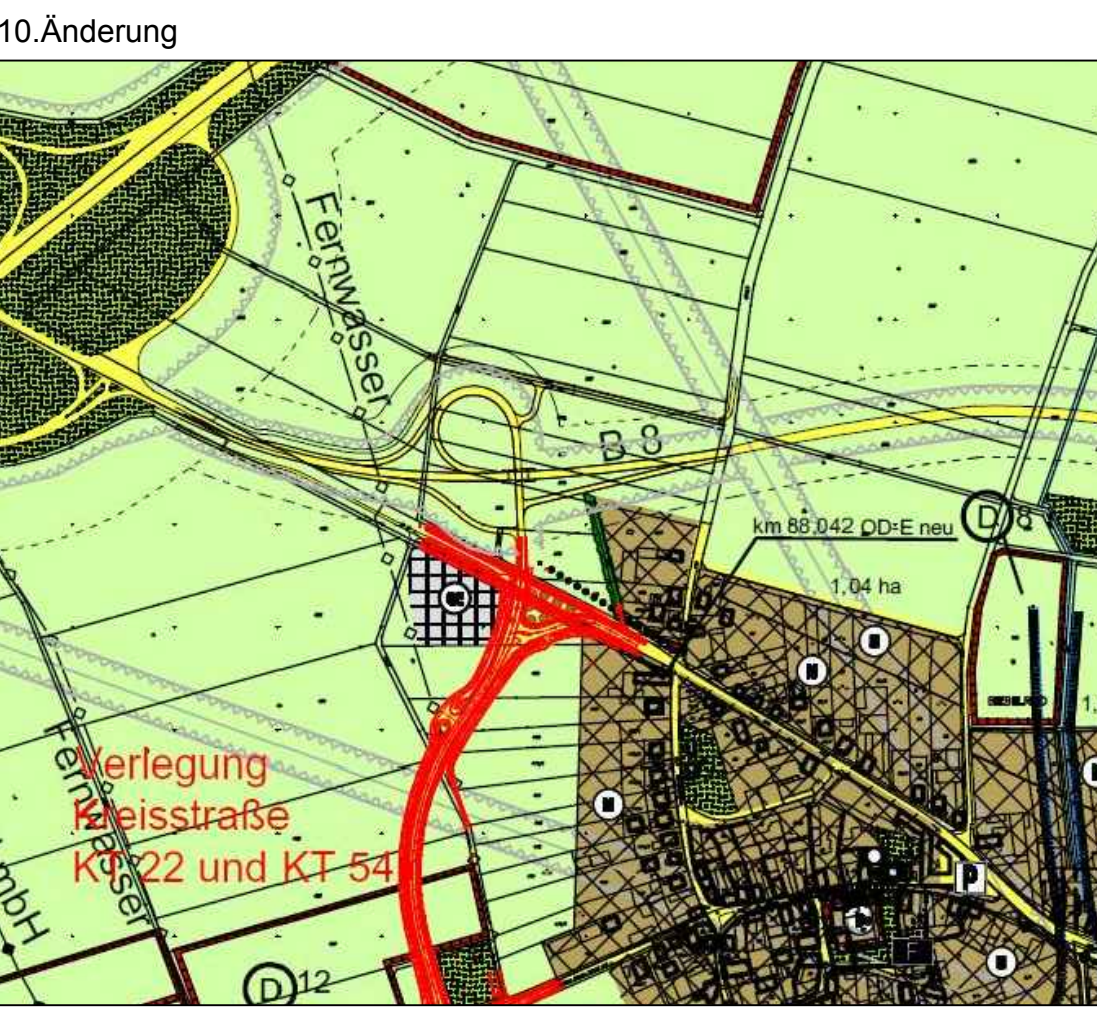 10.Änderung
Fernwasser
B 8
km 88,042 OD-E neu
D 8
1,04 ha
1,
Fernwasser
Verlegung
Kreisstraße
KT 22 und KT 54
mbH
P
F
D 12